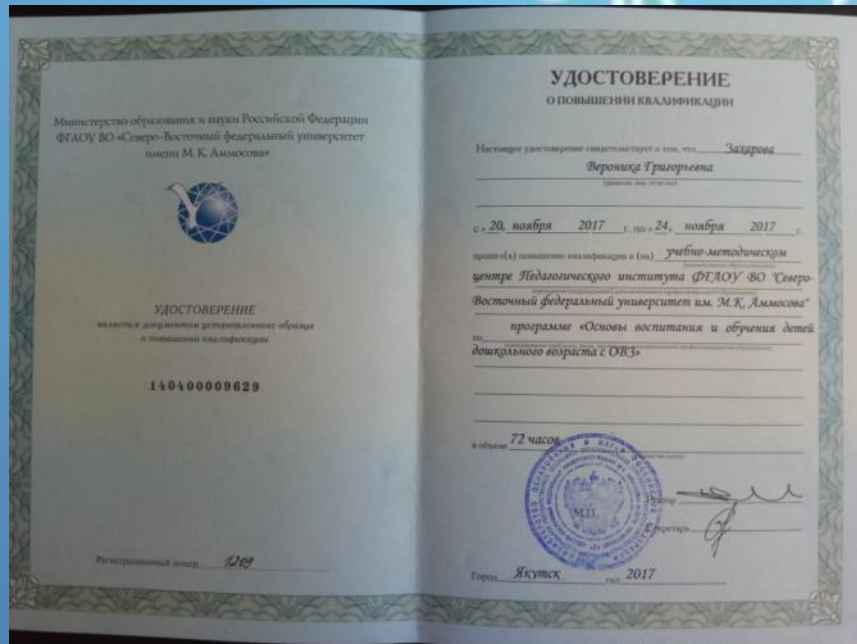 Министерство образования и науки Российской Федерации
ФГАОУ ВО «Северо-Восточный федеральный университет
имени М. К. Аммосова»
УДОСТОВЕРЕНИЕ
является документом установленного образца
о повышении квалификации
140400009629
Регистрационный номер 1209
УДОСТОВЕРЕНИЕ
О ПОВЫШЕНИИ КВАЛИФИКАЦИИ
Настоящее удостоверение свидетельствует о том, что Захарова
Вероника Григорьевна
(фамилия, имя, отчество)
с «20» ноября 2017 г. по «24» ноября 2017 г.
прошел(а) повышение квалификации в (на) учебно-методическом
центре Педагогического института ФГАОУ ВО "Северо-
Восточный федеральный университет им. М.К. Аммосова"
по программе «Основы воспитания и обучения детей
дошкольного возраста с ОВЗ»
в объеме 72 часов
М.П.
Ректор
Секретарь
Город Якутск год 2017